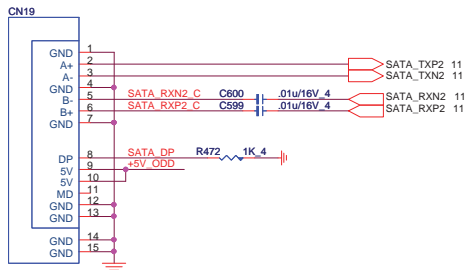 CN19
GND 1
A+ 2 SATA_TXP2 11
A- 3 SATA_TXN2 11
GND 4
B- 5 SATA_RXN2_C C600 .01u/16V_4 SATA_RXN2 11
B+ 6 SATA_RXP2_C C599 .01u/16V_4 SATA_RXP2 11
GND 7
DP 8 SATA_DP R472 1K_4
5V 9 +5V_ODD
5V 10
MD 11
GND 12
GND 13
GND 14
GND 15